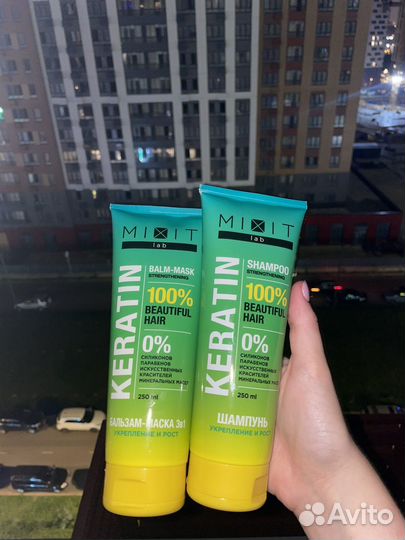 MIXIT
lab
KERATIN
BALM-MASK
STRENGTHENING
100%
BEAUTIFUL
HAIR
0%
СИЛИКОНОВ
ПАРАБЕНОВ
ИСКУССТВЕННЫХ
КРАСИТЕЛЕЙ
МИНЕРАЛЬНЫХ МАСЕЛ
250 ml
БАЛЬЗАМ-МАСКА 3в1
УКРЕПЛЕНИЕ И РОСТ
MIXIT
lab
KERATIN
SHAMPOO
STRENGTHENING
100%
BEAUTIFUL
HAIR
0%
СИЛИКОНОВ
ПАРАБЕНОВ
ИСКУССТВЕННЫХ
КРАСИТЕЛЕЙ
МИНЕРАЛЬНЫХ МАСЕЛ
250 ml
ШАМПУНЬ
УКРЕПЛЕНИЕ И РОСТ
Avito